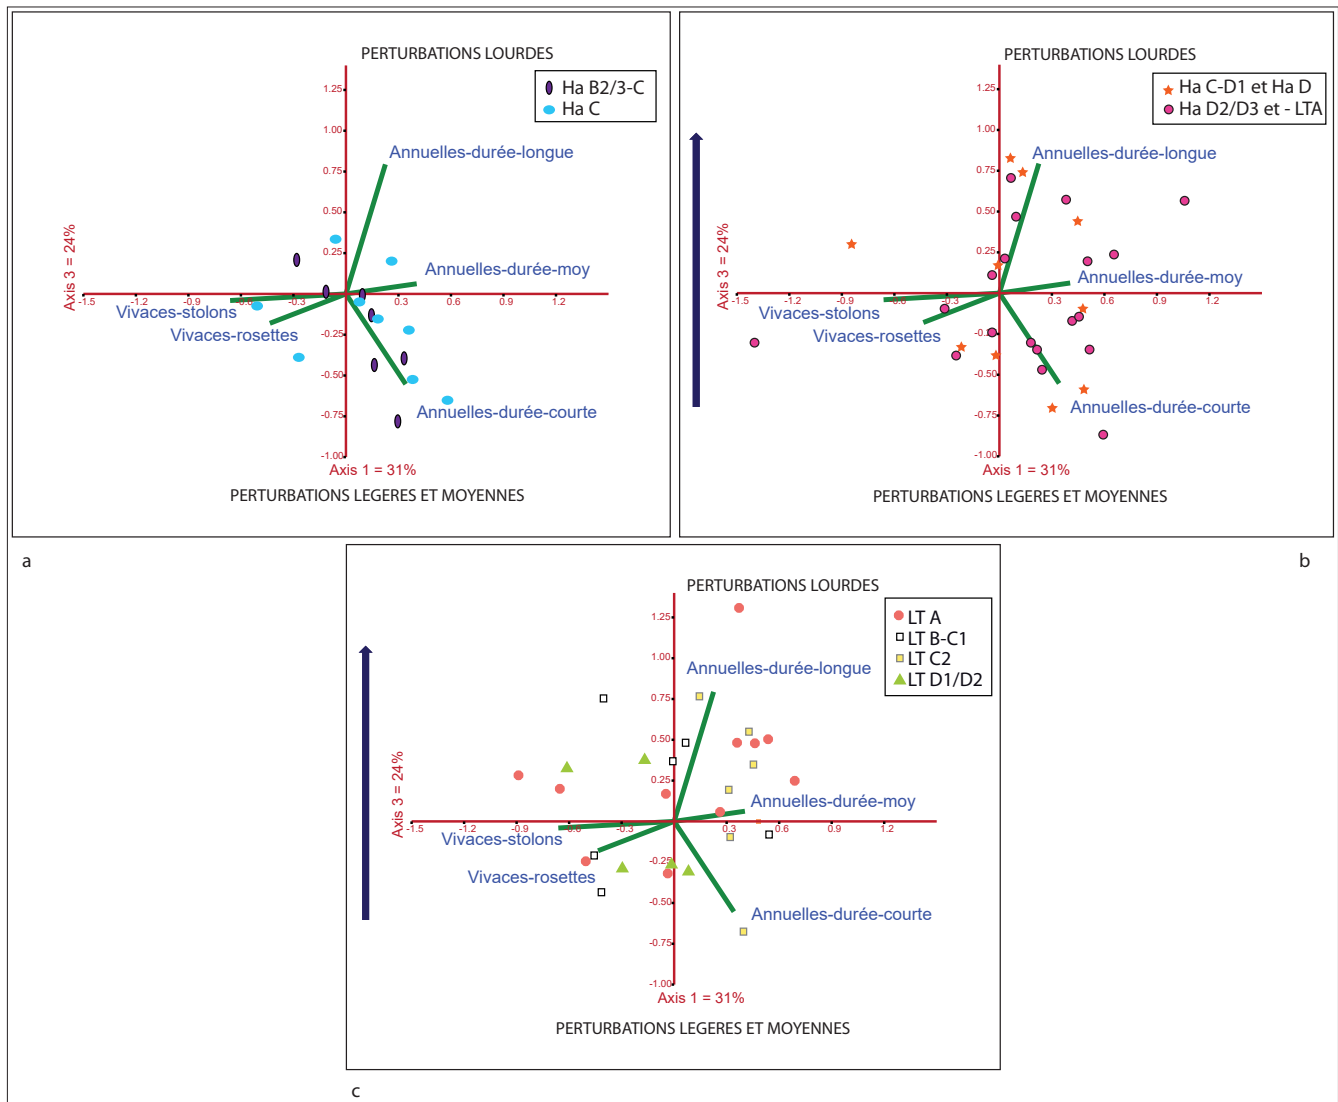 PERTURBATIONS LOURDES
Ha B2/3-C
Ha C
1.25
1.00
Annuelles-durée-longue
0.75
0.50
0.25
Axis 3 = 24%
Annuelles-durée-moy
-1.5
-1.2
-0.9
-0.3
0.3
0.6
0.9
1.2
Vivaces-stolons
Vivaces-rosettes
-0.25
-0.50
Annuelles-durée-courte
-0.75
-1.00
Axis 1 = 31%
PERTURBATIONS LEGERES ET MOYENNES
a
PERTURBATIONS LOURDES
Ha C-D1 et Ha D
Ha D2/D3 et - LTA
1.25
1.00
Annuelles-durée-longue
0.75
0.50
0.25
Axis 3 = 24%
Annuelles-durée-moy
-1.5
-1.2
-0.9
-0.3
0.3
0.6
0.9
1.2
Vivaces-stolons
Vivaces-rosettes
-0.50
Annuelles-durée-courte
-0.75
-1.00
Axis 1 = 31%
PERTURBATIONS LEGERES ET MOYENNES
b
PERTURBATIONS LOURDES
LT A
LT B-C1
LT C2
LT D1/D2
1.25
1.00
Annuelles-durée-longue
0.75
0.50
0.25
Axis 3 = 24%
Annuelles-durée-moy
-1.5
-1.2
-0.9
-0.3
0.3
0.6
0.9
1.2
Vivaces-stolons
Vivaces-rosettes
-0.25
-0.50
Annuelles-durée-courte
-0.75
-1.00
Axis 1 = 31%
PERTURBATIONS LEGERES ET MOYENNES
c